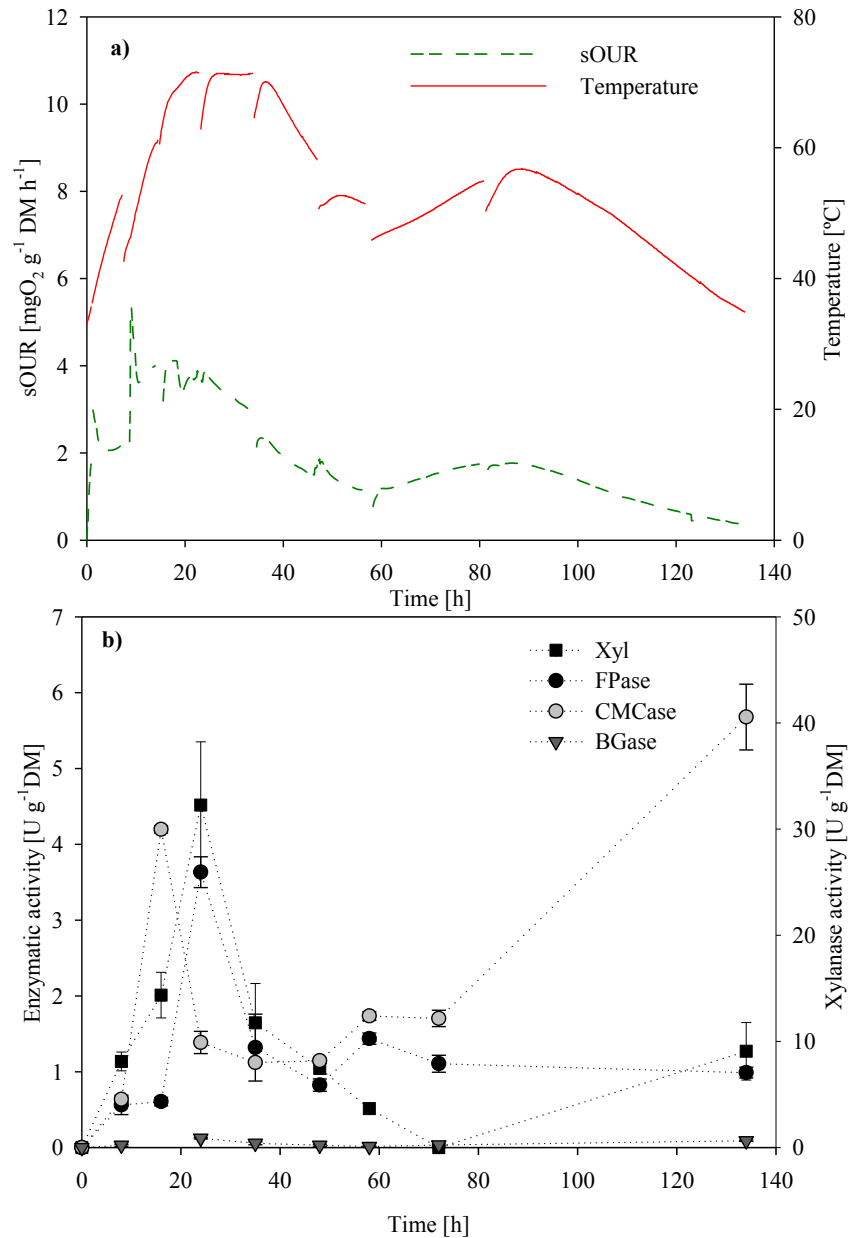 a)
sOUR
Temperature
12
10
8
6
4
2
0
80
60
40
20
0
sOUR [mgO₂ g⁻¹ DM h⁻¹]
Temperature [ºC]
0 20 40 60 80 100 120 140
Time [h]
b)
Xyl
FPase
CMCase
BGase
7
6
5
4
3
2
1
0
50
40
30
20
10
0
Enzymatic activity [U g⁻¹DM]
Xylanase activity [U g⁻¹DM]
0 20 40 60 80 100 120 140
Time [h]